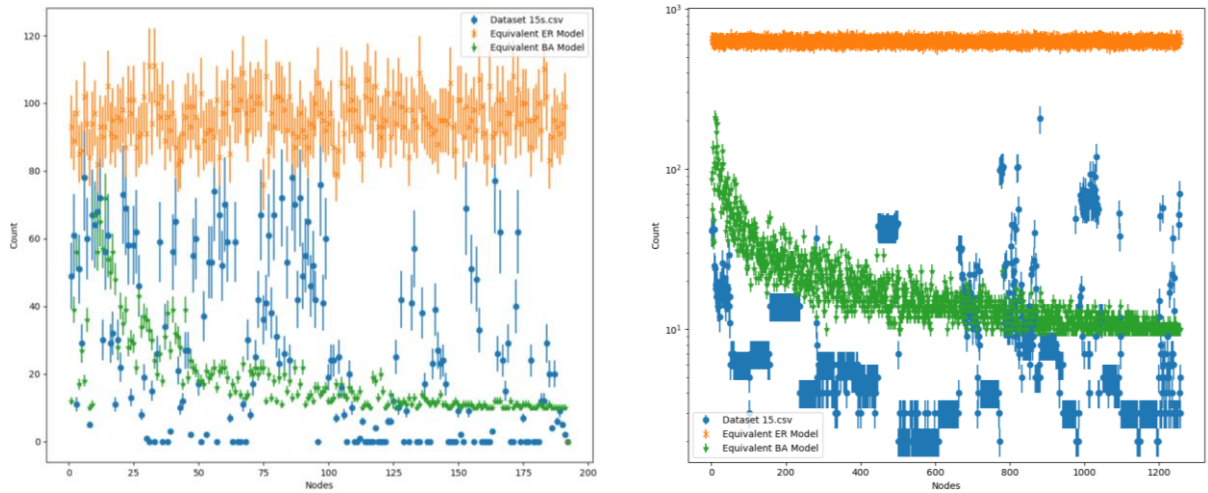 120
100
80
60
40
20
0
Count
0 25 50 75 100 125 150 175 200
Nodes
Dataset 15s.csv
Equivalent ER Model
Equivalent BA Model
10³
10²
10¹
Count
0 200 400 600 800 1000 1200
Nodes
Dataset 15.csv
Equivalent ER Model
Equivalent BA Model